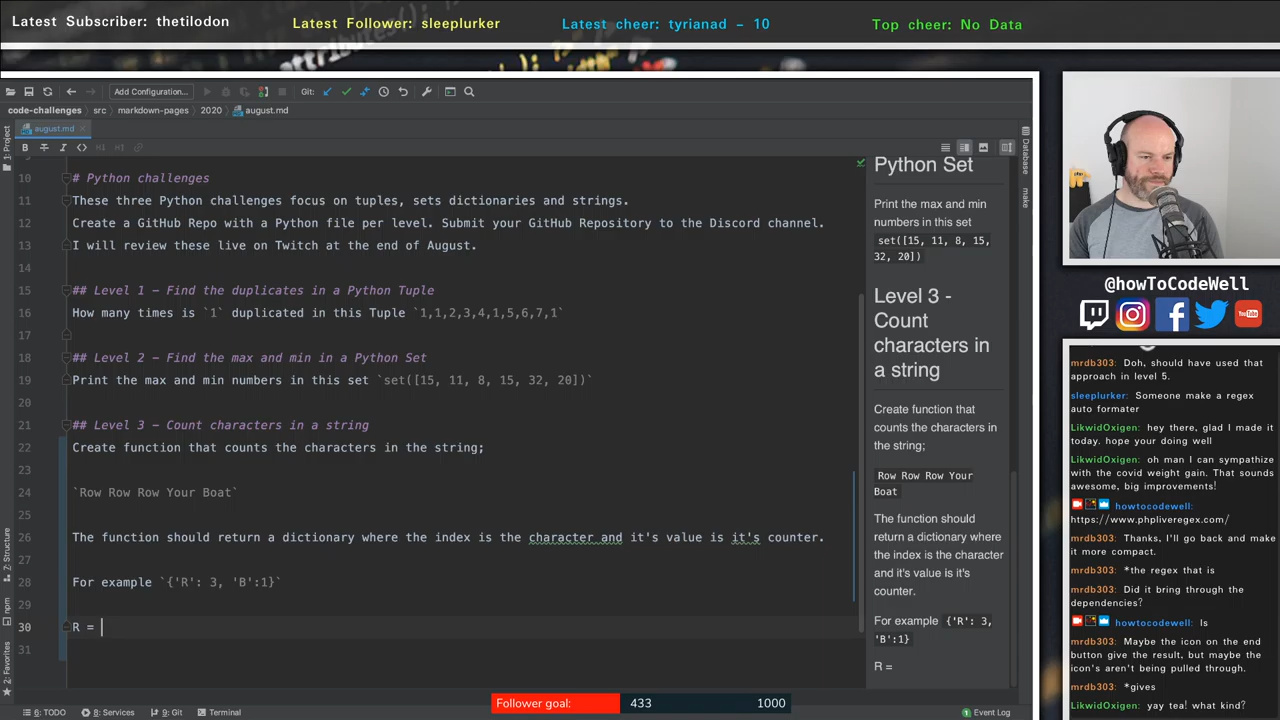 Latest Subscriber: thetilodon
Latest Follower: sleeplurker
Latest cheer: tyrianad - 10
Top cheer: No Data
Add Configuration...
Git:
code-challenges
src
markdown-pages
2020
august.md
august.md
1: Project
10 # Python challenges
11 These three Python challenges focus on tuples, sets dictionaries and strings.
12 Create a GitHub Repo with a Python file per level. Submit your GitHub Repository to the Discord channel.
13 I will review these live on Twitch at the end of August.
14
15 ## Level 1 - Find the duplicates in a Python Tuple
16 How many times is `1` duplicated in this Tuple `1,1,2,3,4,1,5,6,7,1`
17
18 ## Level 2 - Find the max and min in a Python Set
19 Print the max and min numbers in this set `set([15, 11, 8, 15, 32, 20])`
20
21 ## Level 3 - Count characters in a string
22 Create function that counts the characters in the string;
23
24 `Row Row Row Your Boat`
25
26 The function should return a dictionary where the index is the character and it's value is it's counter.
27
28 For example `{'R': 3, 'B':1}`
29
30 R =
31
Z: Structure
npm
2: Favorites
Python Set
Print the max and min
numbers in this set
set([15, 11, 8, 15,
32, 20])
Level 3 -
Count
characters in
a string
Create function that
counts the characters in
the string;
Row Row Row Your
Boat
The function should
return a dictionary where
the index is the character
and it's value is it's
counter.
For example {'R': 3,
'B':1}
R =
Database
make
6: TODO
8: Services
9: Git
Terminal
Event Log
Follower goal: 433 1000
@howToCodeWell
YouTube
mrdb303: Doh, should have used that
approach in level 5.
sleeplurker: Someone make a regex
auto formater
LikwidOxigen: hey there, glad I made it
today. hope your doing well
LikwidOxigen: oh man I can sympathize
with the covid weight gain. That sounds
awesome, big improvements!
howtocodewell:
https://www.phpliveregex.com/
mrdb303: Thanks, I'll go back and make
it more compact.
mrdb303: *the regex that is
mrdb303: Did it bring through the
dependencies?
howtocodewell: Is
mrdb303: Maybe the icon on the end
button give the result, but maybe the
icon's aren't being pulled through.
mrdb303: *gives
LikwidOxigen: yay tea! what kind?